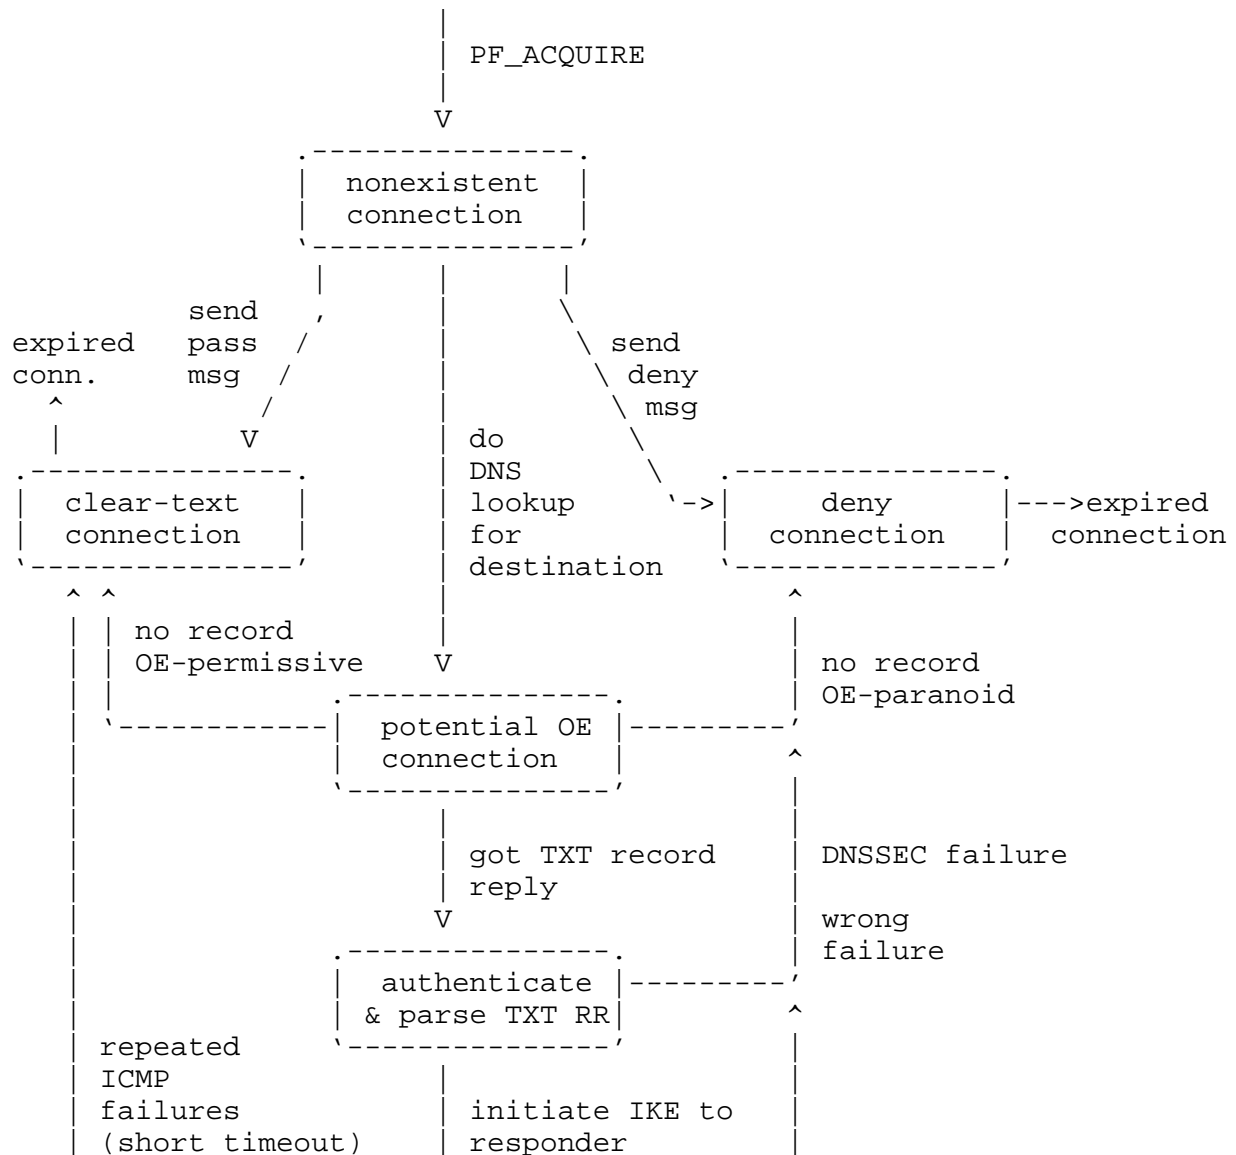 PF_ACQUIRE
nonexistent
connection
send
expired pass send
conn. msg deny
msg
do
DNS
clear-text lookup deny expired
connection for connection connection
destination
no record
OE-permissive no record
OE-paranoid
potential OE
connection
got TXT record DNSSEC failure
reply
wrong
failure
authenticate
& parse TXT RR
repeated
ICMP
failures initiate IKE to
(short timeout) responder